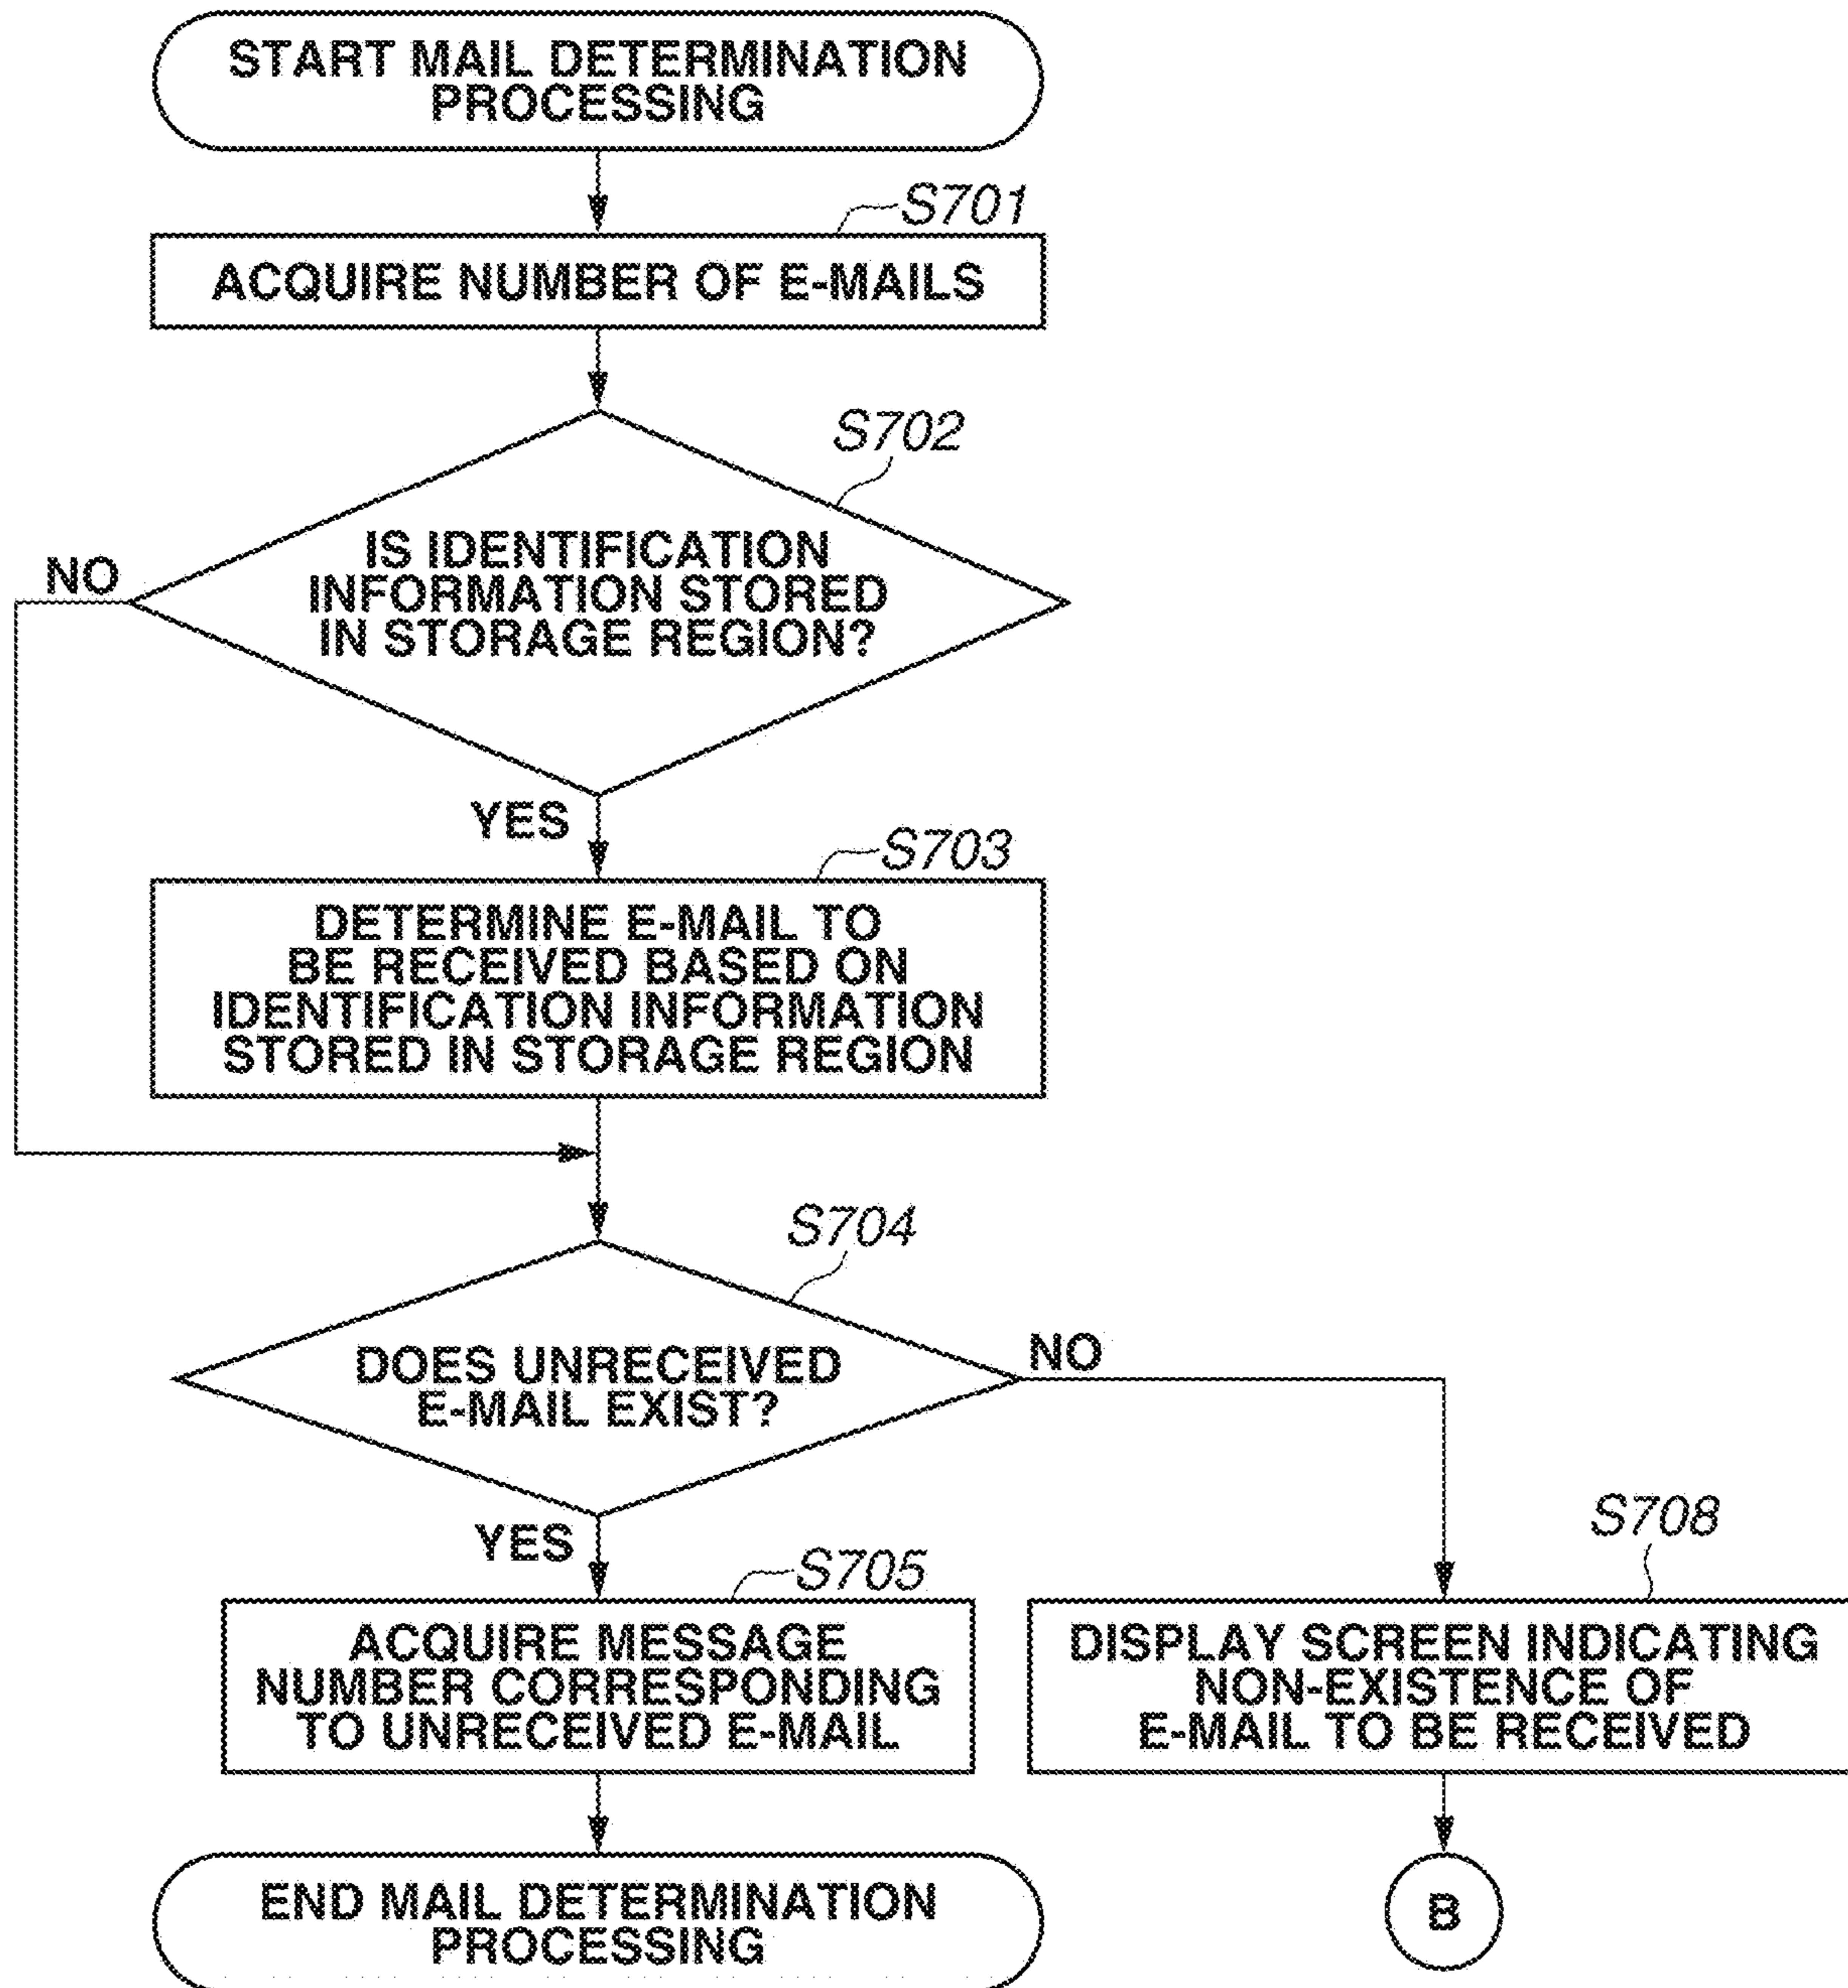 START MAIL DETERMINATION
PROCESSING
S701
ACQUIRE NUMBER OF E-MAILS
S702
IS IDENTIFICATION
INFORMATION STORED
IN STORAGE REGION?
NO
YES
S703
DETERMINE E-MAIL TO
BE RECEIVED BASED ON
IDENTIFICATION INFORMATION
STORED IN STORAGE REGION
S704
DOES UNRECEIVED
E-MAIL EXIST?
NO
YES
S705
ACQUIRE MESSAGE
NUMBER CORRESPONDING
TO UNRECEIVED E-MAIL
S708
DISPLAY SCREEN INDICATING
NON-EXISTENCE OF
E-MAIL TO BE RECEIVED
END MAIL DETERMINATION
PROCESSING
B